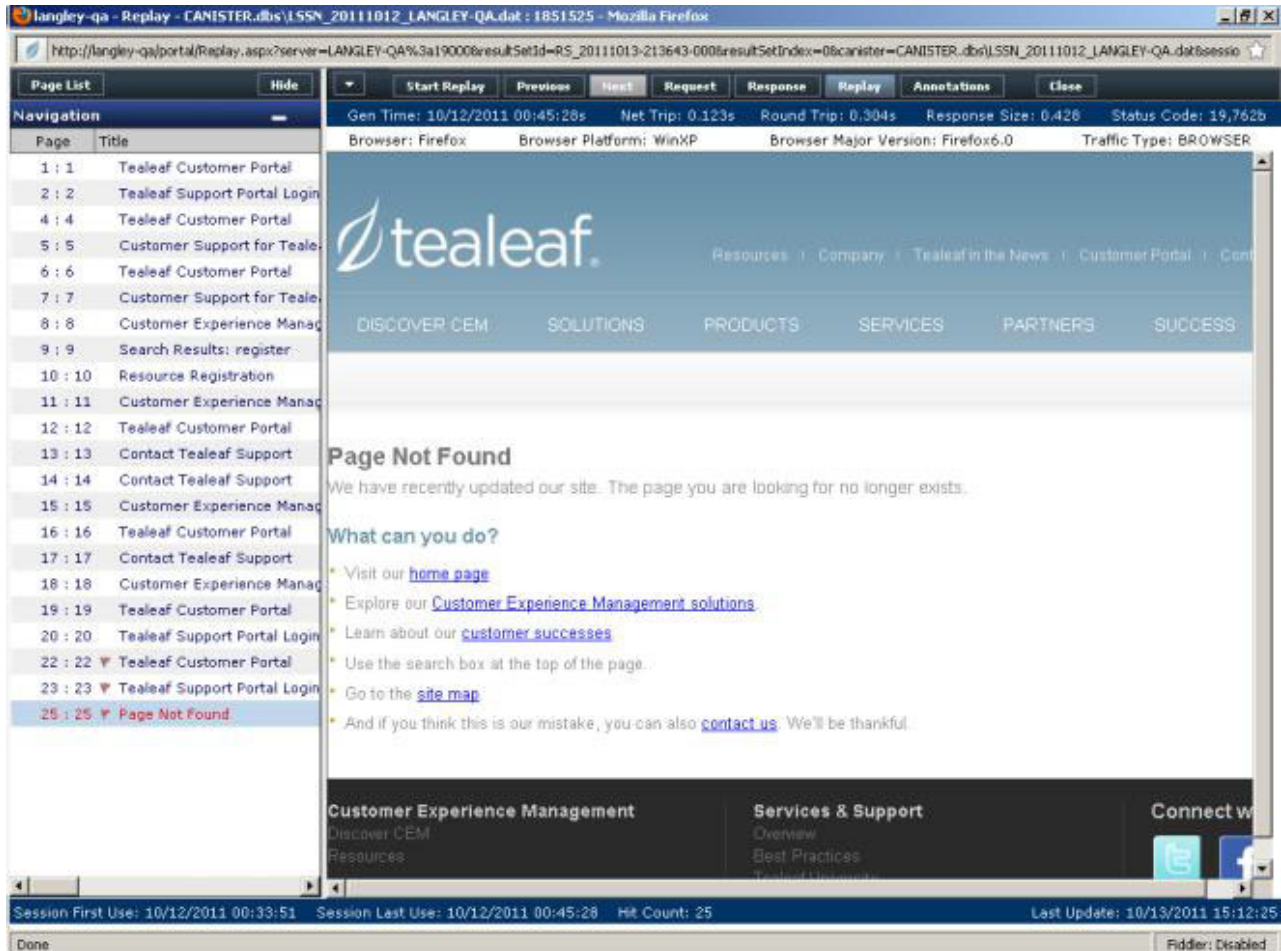 langley-qa - Replay - CANISTER.dbs\LSSN_20111012_LANGLEY-QA.dat : 1851525 - Mozilla Firefox
http://langley-qa/portal/Replay.aspx?server=LANGLEY-QA%3a19000&resultSetId=RS_20111013-213643-000&resultSetIndex=0&canister=CANISTER.dbs\LSSN_20111012_LANGLEY-QA.dat&sessio
Page List Hide Start Replay Previous Next Request Response Replay Annotations Close
Navigation
Gen Time: 10/12/2011 00:45:28s Net Trip: 0.123s Round Trip: 0.304s Response Size: 0.428 Status Code: 19,762b
Page Title
Browser: Firefox Browser Platform: WinXP Browser Major Version: Firefox6.0 Traffic Type: BROWSER
1 : 1 Tealeaf Customer Portal
2 : 2 Tealeaf Support Portal Login
4 : 4 Tealeaf Customer Portal
5 : 5 Customer Support for Teale
6 : 6 Tealeaf Customer Portal
7 : 7 Customer Support for Teale
8 : 8 Customer Experience Manag
9 : 9 Search Results: register
10 : 10 Resource Registration
11 : 11 Customer Experience Manag
12 : 12 Tealeaf Customer Portal
13 : 13 Contact Tealeaf Support
14 : 14 Contact Tealeaf Support
15 : 15 Customer Experience Manag
16 : 16 Tealeaf Customer Portal
17 : 17 Contact Tealeaf Support
18 : 18 Customer Experience Manag
19 : 19 Tealeaf Customer Portal
20 : 20 Tealeaf Support Portal Login
22 : 22 Tealeaf Customer Portal
23 : 23 Tealeaf Support Portal Login
25 : 25 Page Not Found
tealeaf.
Resources | Company | Tealeaf in the News | Customer Portal | Cont
DISCOVER CEM SOLUTIONS PRODUCTS SERVICES PARTNERS SUCCESS
Page Not Found
We have recently updated our site. The page you are looking for no longer exists.
What can you do?
Visit our home page
Explore our Customer Experience Management solutions.
Learn about our customer successes
Use the search box at the top of the page.
Go to the site map
And if you think this is our mistake, you can also contact us. We'll be thankful.
Customer Experience Management Services & Support Connect w
Discover CEM Overview
Resources Best Practices
Tealeaf University
Session First Use: 10/12/2011 00:33:51 Session Last Use: 10/12/2011 00:45:28 Hit Count: 25 Last Update: 10/13/2011 15:12:25
Done Fiddler: Disabled